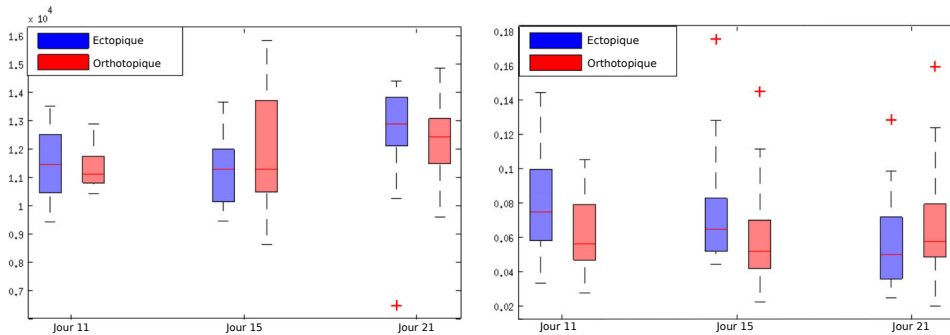 x 10⁴
1.6
1.5
1.4
1.3
1.2
1.1
1
0.9
0.8
0.7
Ectopique
Orthotopique
Jour 11
Jour 15
Jour 21
0.18
0.16
0.14
0.12
0.1
0.08
0.06
0.04
0.02
Ectopique
Orthotopique
Jour 11
Jour 15
Jour 21